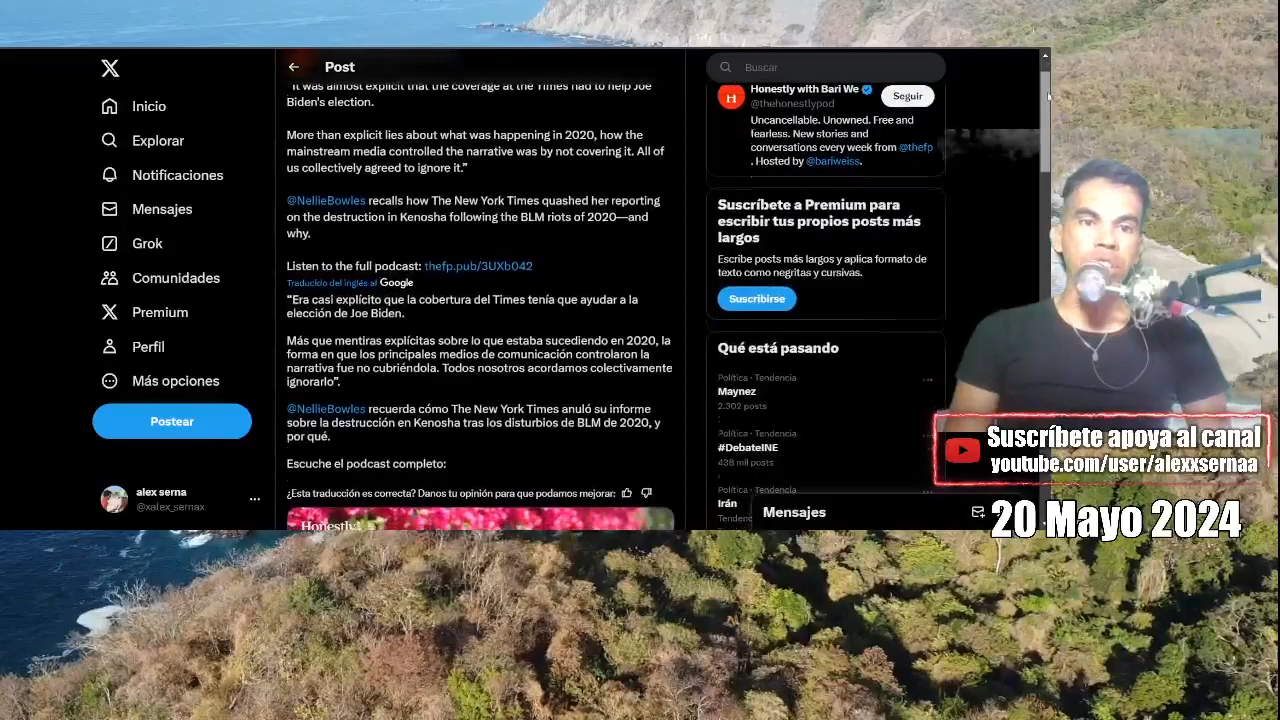 Post
Inicio
Explorar
Notificaciones
Mensajes
Grok
Comunidades
Premium
Perfil
Más opciones
Postear
alex serna
@xalex_sernax
"It was almost explicit that the coverage at the Times had to help Joe
Biden's election.
More than explicit lies about what was happening in 2020, how the
mainstream media controlled the narrative was by not covering it. All of
us collectively agreed to ignore it."
@NellieBowles recalls how The New York Times quashed her reporting
on the destruction in Kenosha following the BLM riots of 2020—and
why.
Listen to the full podcast: thefp.pub/3UXb042
Traducido del inglés al Google
"Era casi explícito que la cobertura del Times tenía que ayudar a la
elección de Joe Biden.
Más que mentiras explícitas sobre lo que estaba sucediendo en 2020, la
forma en que los principales medios de comunicación controlaron la
narrativa fue no cubriéndola. Todos nosotros acordamos colectivamente
ignorarlo".
@NellieBowles recuerda cómo The New York Times anuló su informe
sobre la destrucción en Kenosha tras los disturbios de BLM de 2020, y
por qué.
Escuche el podcast completo:
¿Esta traducción es correcta? Danos tu opinión para que podamos mejorar:
Honestly
Buscar
Honestly with Bari We
@thehonestlypod
Seguir
Uncancellable. Unowned. Free and
fearless. New stories and
conversations every week from @thefp
. Hosted by @bariweiss.
Suscríbete a Premium para
escribir tus propios posts más
largos
Escribe posts más largos y aplica formato de
texto como negritas y cursivas.
Suscribirse
Qué está pasando
Política · Tendencia
Maynez
2.302 posts
Política · Tendencia
#DebateINE
438 mil posts
Política · Tendencia
Irán
Tendenc
Mensajes
Suscríbete apoya al canal
youtube.com/user/alexxsernaa
20 Mayo 2024